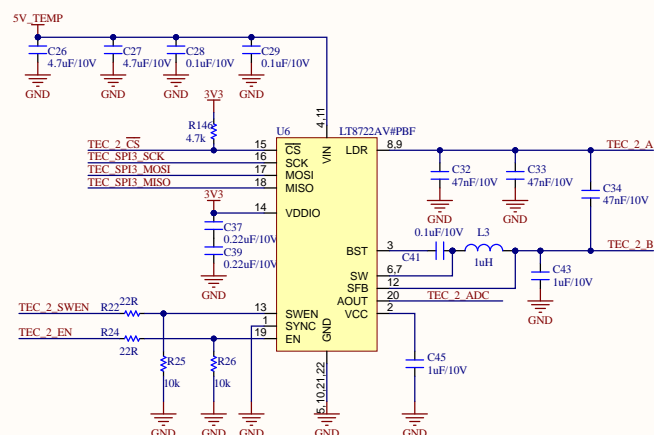 5V_TEMP
C26
4.7uF/10V
C27
4.7uF/10V
C28
0.1uF/10V
C29
0.1uF/10V
GND
GND
GND
GND
3V3
R146
4.7k
U6
LT8722AV#PBF
4,11
VIN
TEC_2_CS
15
CS
TEC_SPI3_SCK
16
SCK
TEC_SPI3_MOSI
17
MOSI
TEC_SPI3_MISO
18
MISO
LDR
8,9
TEC_2_A
C32
47nF/10V
C33
47nF/10V
C34
47nF/10V
GND
GND
3V3
14
VDDIO
C37
0.22uF/10V
C39
0.22uF/10V
GND
BST
3
0.1uF/10V
C41
L3
1uH
TEC_2_B
SW
6,7
SFB
12
C43
1uF/10V
GND
AOUT
20
TEC_2_ADC
VCC
2
TEC_2_SWEN
R22
22R
13
SWEN
1
SYNC
TEC_2_EN
R24
22R
19
EN
GND
R25
10k
R26
10k
C45
1uF/10V
5,10,21,22
GND
GND
GND
GND
GND